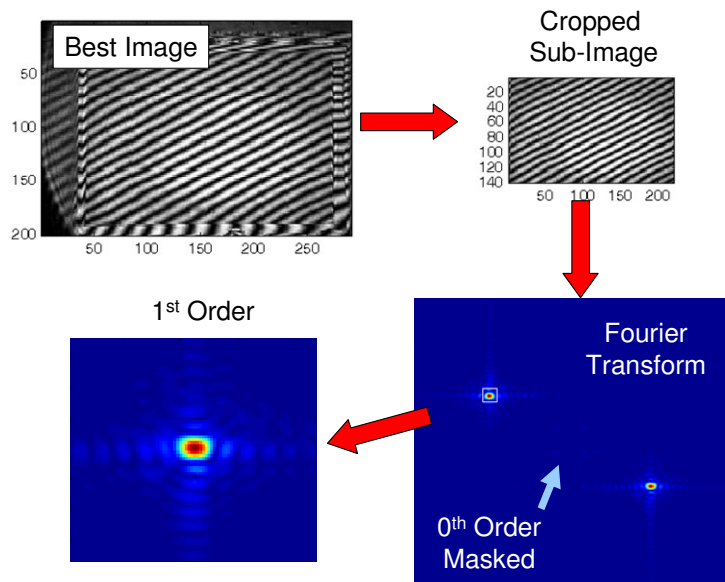 Best Image
50
100
150
200
50 100 150 200 250
Cropped
Sub-Image
20
40
60
80
100
120
140
50 100 150 200
1st Order
Fourier
Transform
0th Order
Masked